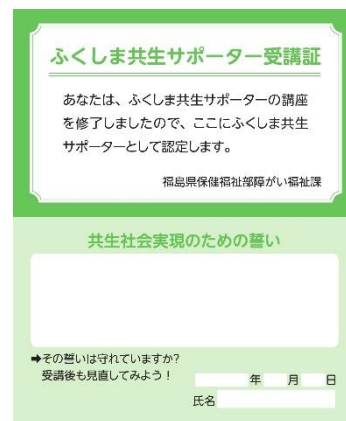 ふくしま共生サポーター受講証
あなたは、ふくしま共生サポーターの講座
を修了しましたので、ここにふくしま共生
サポーターとして認定します。
福島県保健福祉部障がい福祉課
共生社会実現のための誓い
➡その誓いは守れていますか?
受講後も見直してみよう！
年 月 日
氏名